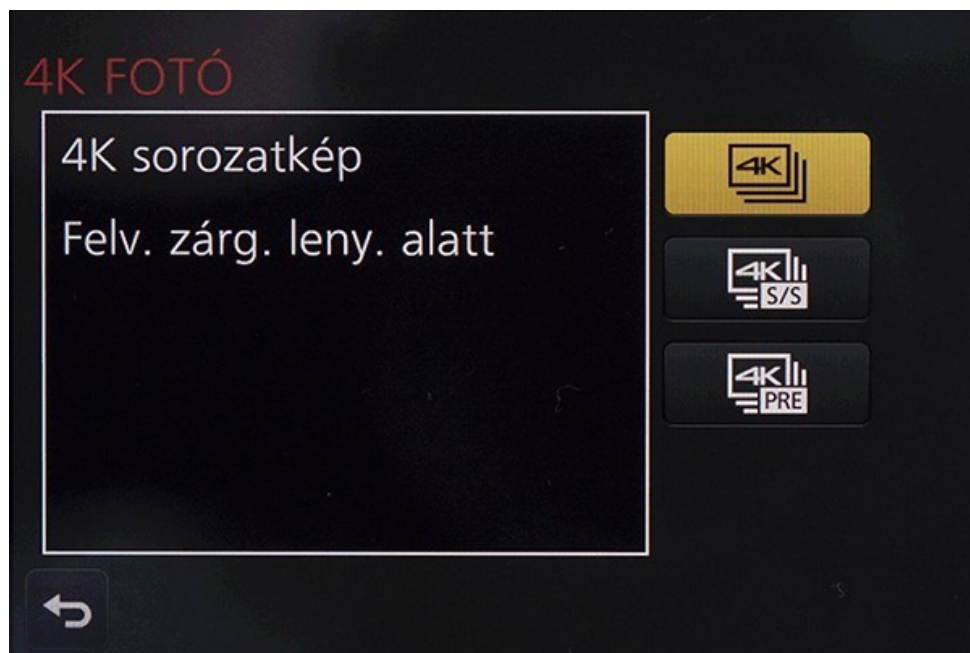 4K FOTÓ
4K sorozatkép
Felv. zárg. leny. alatt
4K
4K
S/S
4K
PRE